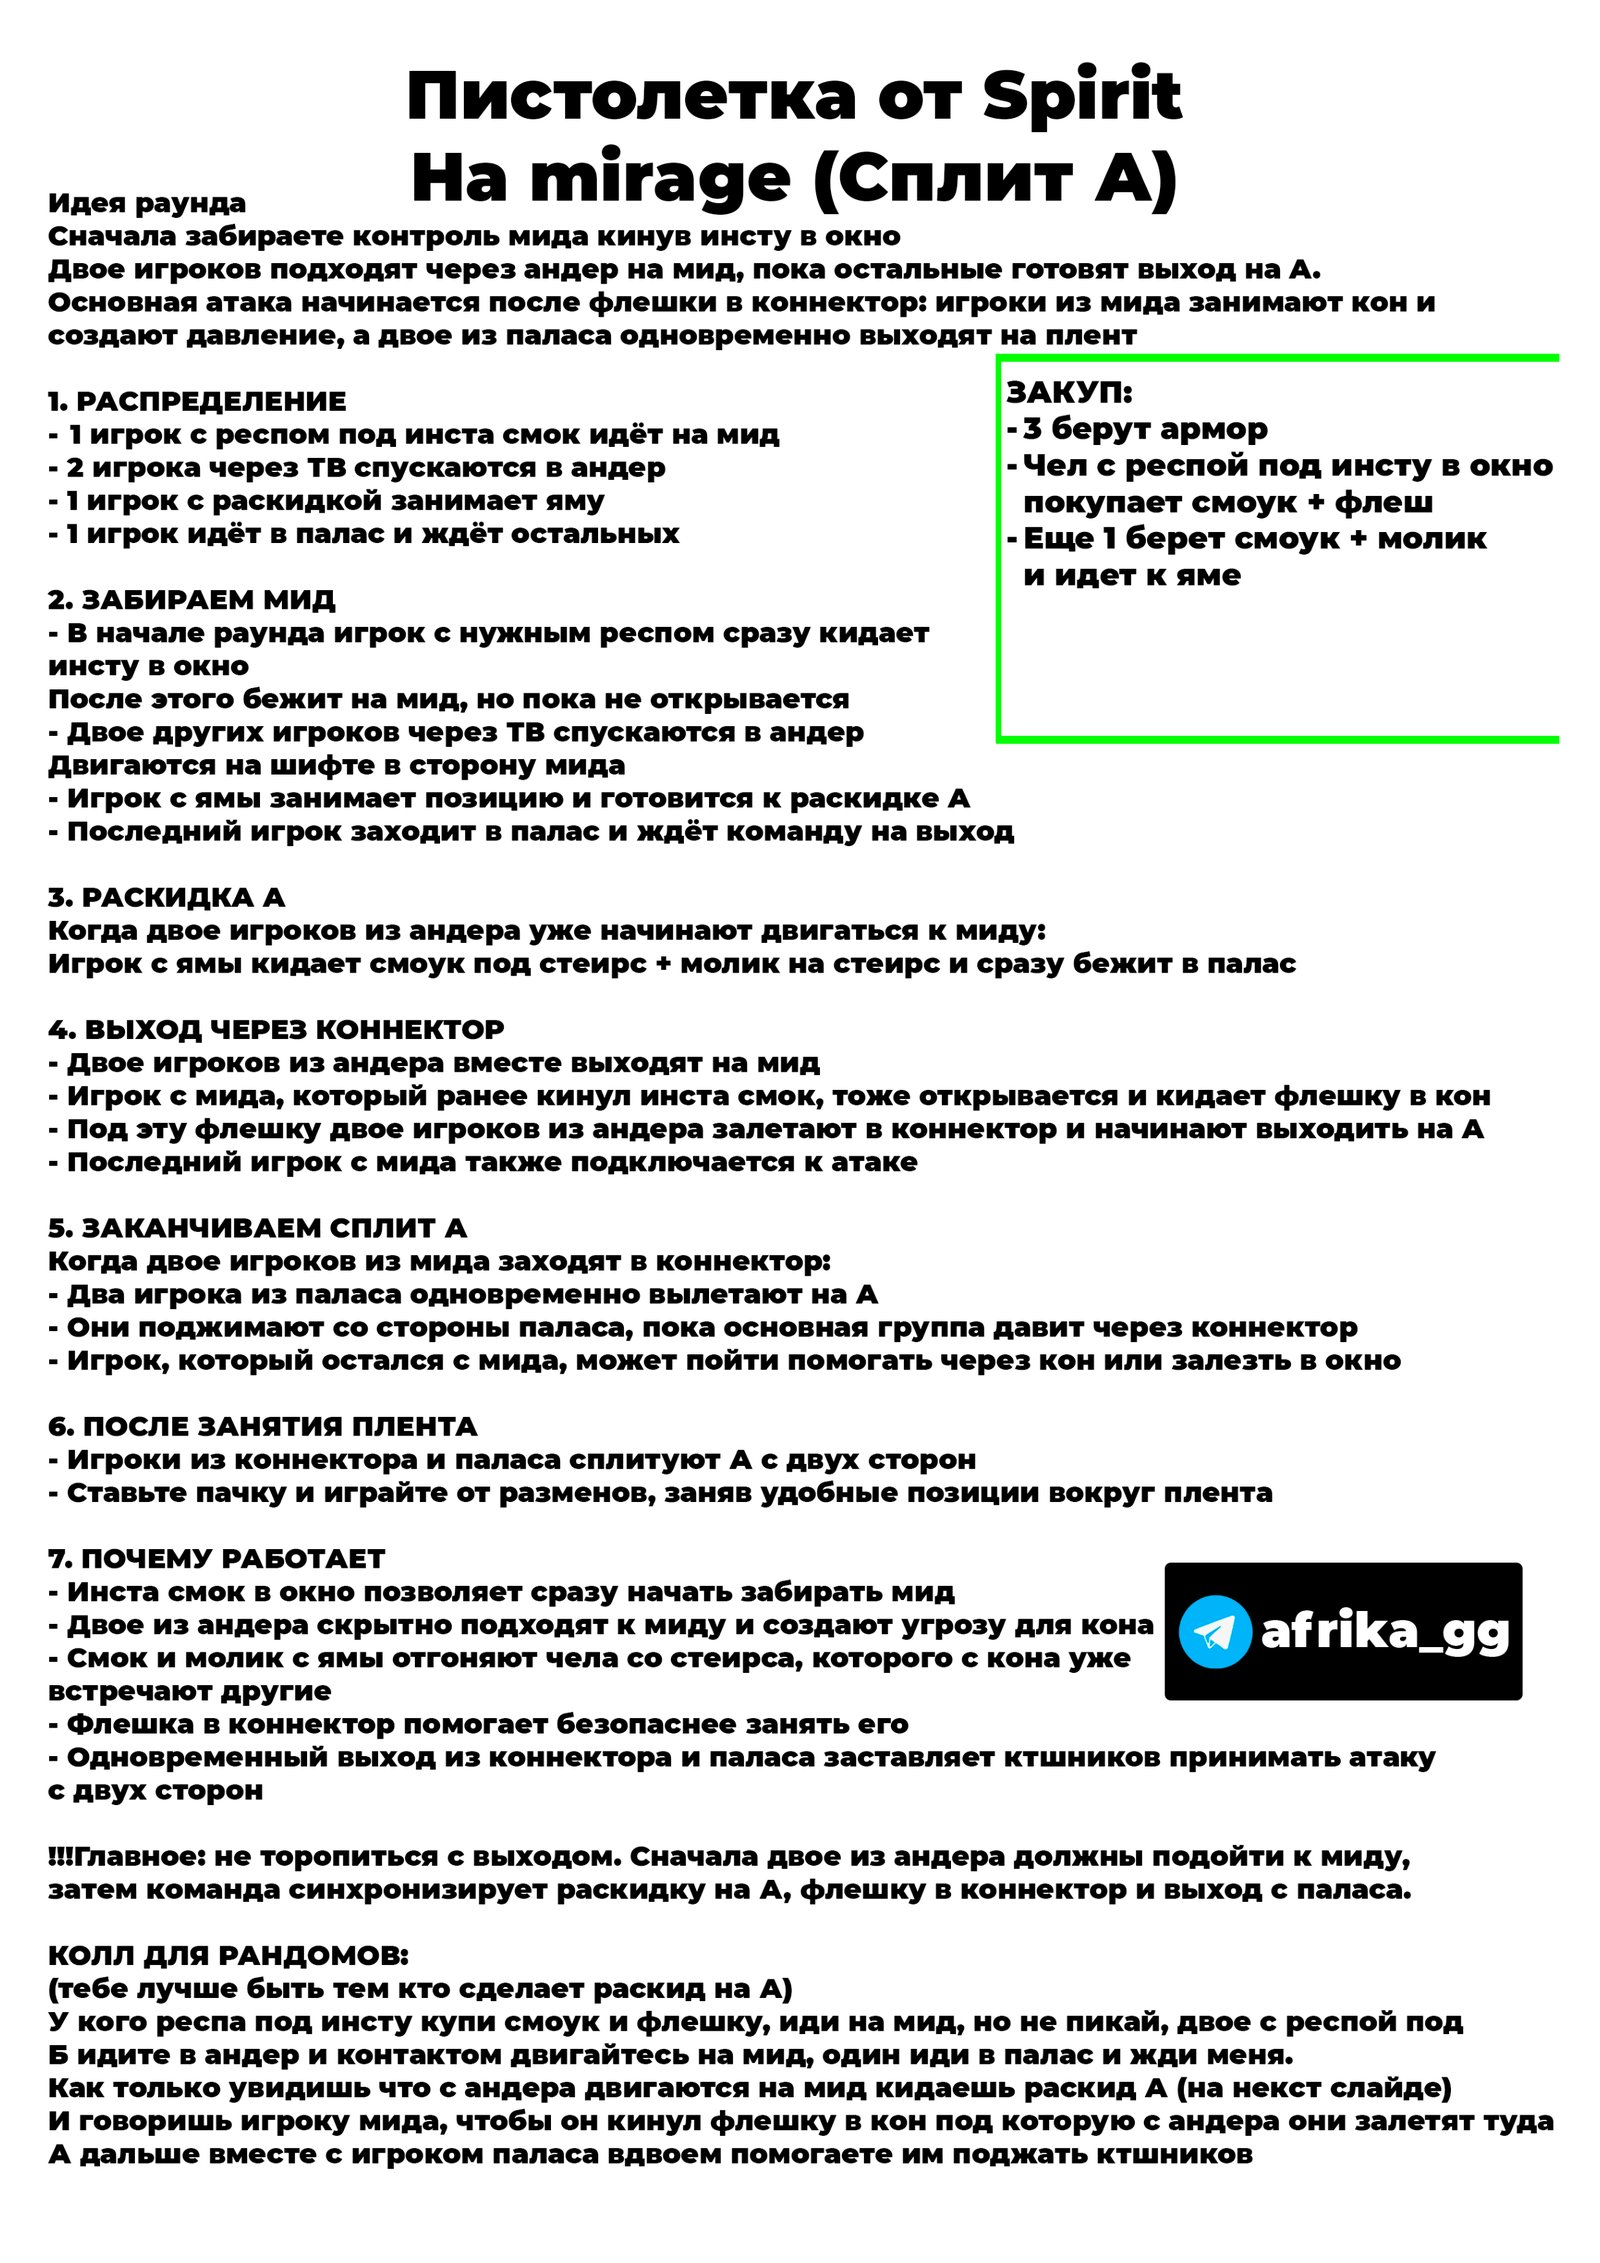 Пистолетка от Spirit
На mirage (Сплит А)
Идея раунда
Сначала забираете контроль мида кинув инсту в окно
Двое игроков подходят через андер на мид, пока остальные готовят выход на А.
Основная атака начинается после флешки в коннектор: игроки из мида занимают кон и
создают давление, а двое из паласа одновременно выходят на плент
1. РАСПРЕДЕЛЕНИЕ
- 1 игрок с респом под инста смок идёт на мид
- 2 игрока через ТВ спускаются в андер
- 1 игрок с раскидкой занимает яму
- 1 игрок идёт в палас и ждёт остальных
ЗАКУП:
- 3 берут армор
- Чел с респой под инсту в окно
покупает смоук + флеш
- Еще 1 берет смоук + молик
и идет к яме
2. ЗАБИРАЕМ МИД
- В начале раунда игрок с нужным респом сразу кидает
инсту в окно
После этого бежит на мид, но пока не открывается
- Двое других игроков через ТВ спускаются в андер
Двигаются на шифте в сторону мида
- Игрок с ямы занимает позицию и готовится к раскидке А
- Последний игрок заходит в палас и ждёт команду на выход
3. РАСКИДКА А
Когда двое игроков из андера уже начинают двигаться к миду:
Игрок с ямы кидает смоук под стеирс + молик на стеирс и сразу бежит в палас
4. ВЫХОД ЧЕРЕЗ КОННЕКТОР
- Двое игроков из андера вместе выходят на мид
- Игрок с мида, который ранее кинул инста смок, тоже открывается и кидает флешку в кон
- Под эту флешку двое игроков из андера залетают в коннектор и начинают выходить на А
- Последний игрок с мида также подключается к атаке
5. ЗАКАНЧИВАЕМ СПЛИТ А
Когда двое игроков из мида заходят в коннектор:
- Два игрока из паласа одновременно вылетают на А
- Они поджимают со стороны паласа, пока основная группа давит через коннектор
- Игрок, который остался с мида, может пойти помогать через кон или залезть в окно
6. ПОСЛЕ ЗАНЯТИЯ ПЛЕНТА
- Игроки из коннектора и паласа сплитуют А с двух сторон
- Ставьте пачку и играйте от разменов, заняв удобные позиции вокруг плента
7. ПОЧЕМУ РАБОТАЕТ
- Инста смок в окно позволяет сразу начать забирать мид
- Двое из андера скрытно подходят к миду и создают угрозу для кона
- Смок и молик с ямы отгоняют чела со стеирса, которого с кона уже
встречают другие
- Флешка в коннектор помогает безопаснее занять его
- Одновременный выход из коннектора и паласа заставляет ктшников принимать атаку
с двух сторон
afrika_gg
!!!Главное: не торопиться с выходом. Сначала двое из андера должны подойти к миду,
затем команда синхронизирует раскидку на А, флешку в коннектор и выход с паласа.
КОЛЛ ДЛЯ РАНДОМОВ:
(тебе лучше быть тем кто сделает раскид на А)
У кого респа под инсту купи смоук и флешку, иди на мид, но не пикай, двое с респой под
Б идите в андер и контактом двигайтесь на мид, один иди в палас и жди меня.
Как только увидишь что с андера двигаются на мид кидаешь раскид А (на некст слайде)
И говоришь игроку мида, чтобы он кинул флешку в кон под которую с андера они залетят туда
А дальше вместе с игроком паласа вдвоем помогаете им поджать ктшников